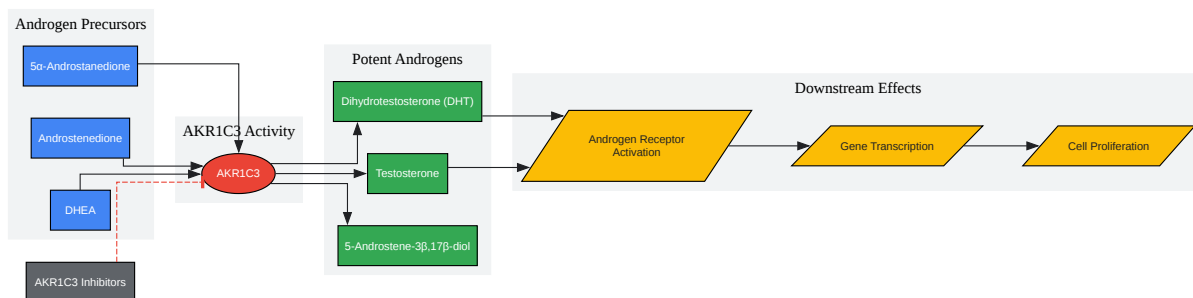 Androgen Precursors
5α-Androstanedione
Androstenedione
DHEA
AKR1C3 Inhibitors
AKR1C3 Activity
AKR1C3
Potent Androgens
Dihydrotestosterone (DHT)
Testosterone
5-Androstene-3β,17β-diol
Downstream Effects
Androgen Receptor
Activation
Gene Transcription
Cell Proliferation